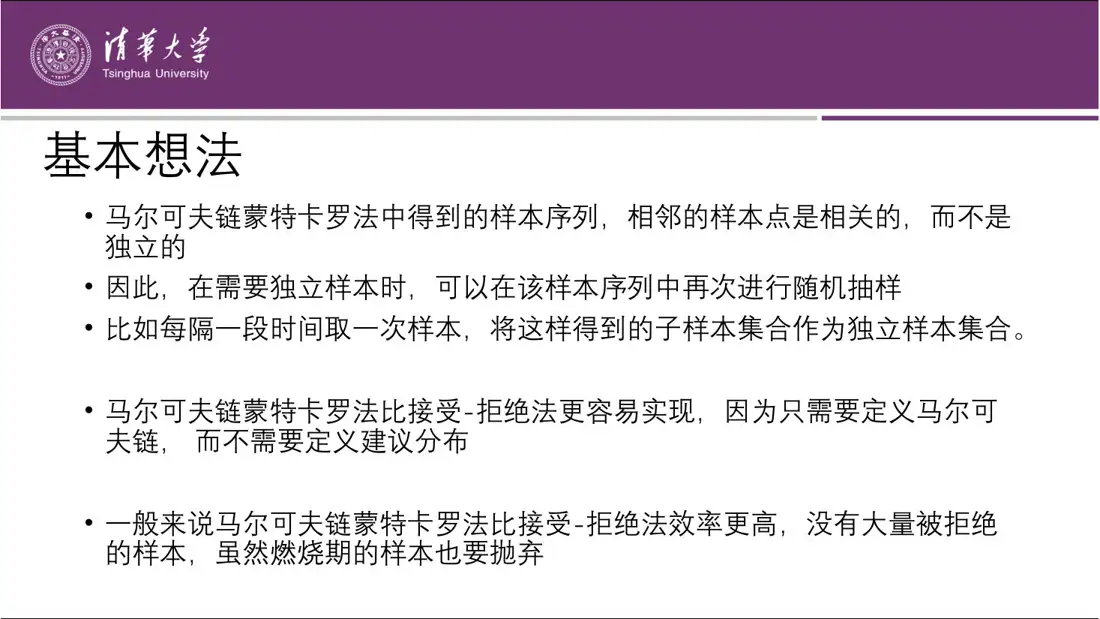 清华大学
Tsinghua University
基本想法
• 马尔可夫链蒙特卡罗法中得到的样本序列，相邻的样本点是相关的，而不是
独立的
• 因此，在需要独立样本时，可以在该样本序列中再次进行随机抽样
• 比如每隔一段时间取一次样本，将这样得到的子样本集合作为独立样本集合。
• 马尔可夫链蒙特卡罗法比接受-拒绝法更容易实现，因为只需要定义马尔可
夫链， 而不需要定义建议分布
• 一般来说马尔可夫链蒙特卡罗法比接受-拒绝法效率更高，没有大量被拒绝
的样本，虽然燃烧期的样本也要抛弃